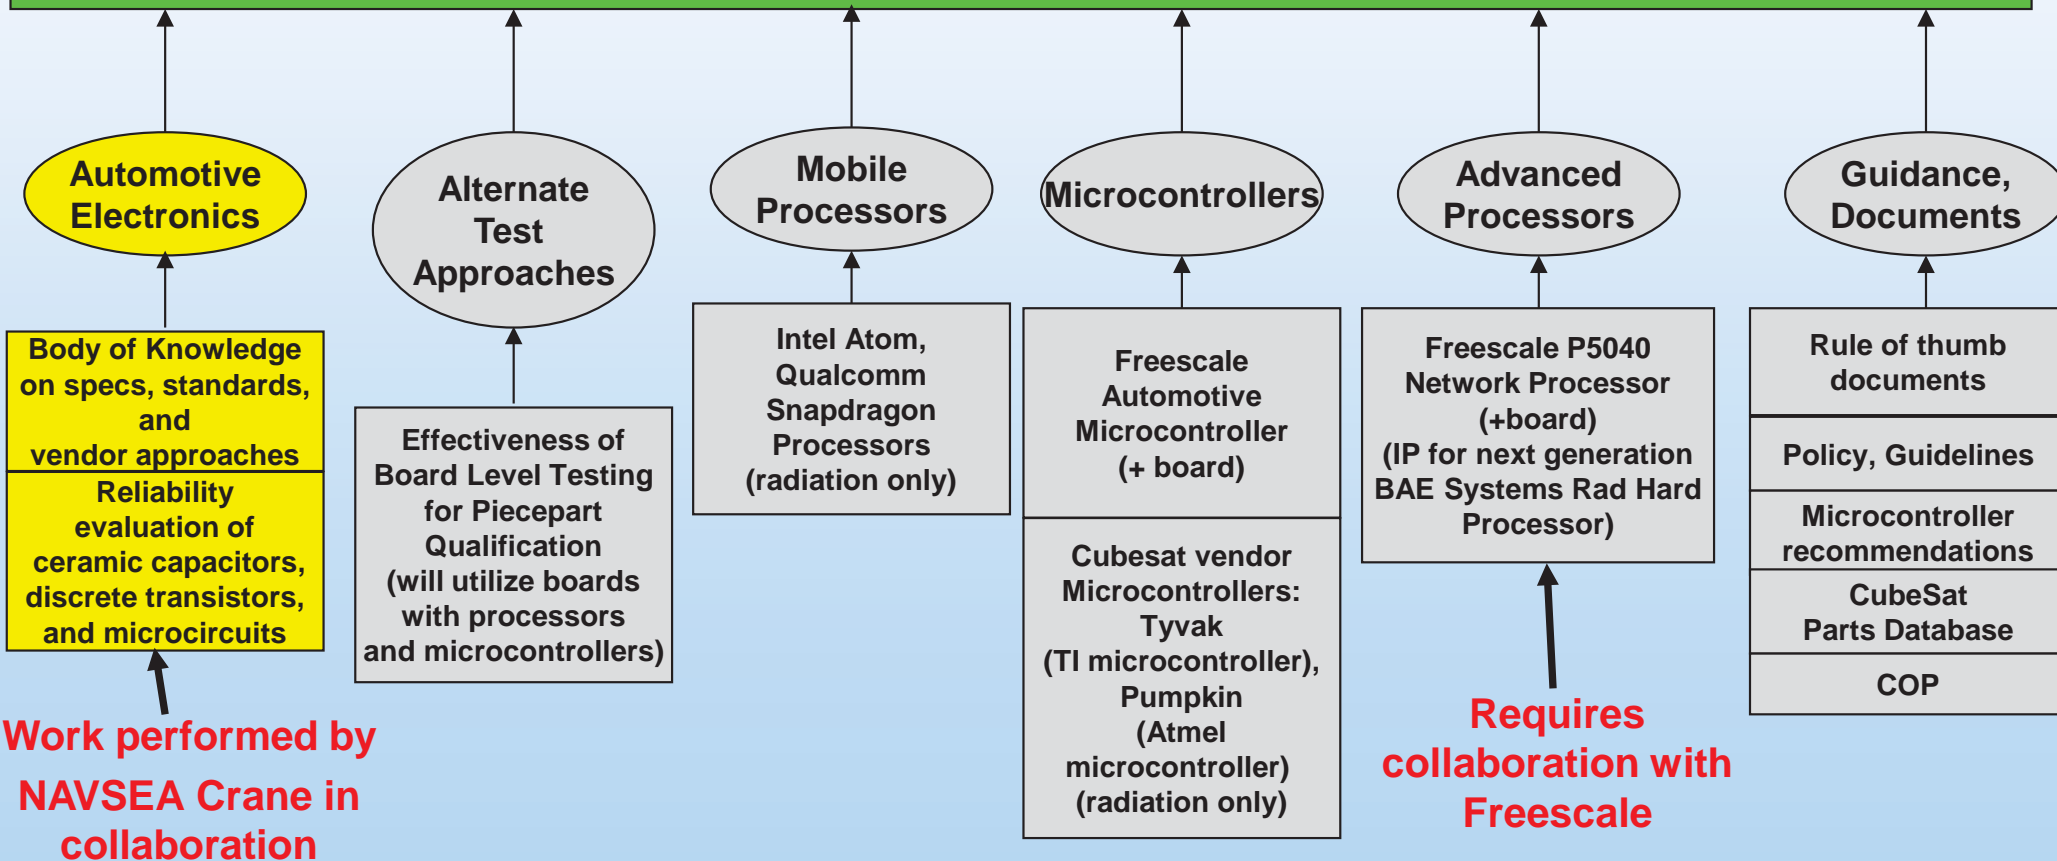 Automotive
Electronics
Alternate
Test
Approaches
Mobile
Processors
Microcontrollers
Advanced
Processors
Guidance,
Documents
Body of Knowledge
on specs, standards,
and
vendor approaches
Reliability
evaluation of
ceramic capacitors,
discrete transistors,
and microcircuits
Work performed by
NAVSEA Crane in
collaboration
Effectiveness of
Board Level Testing
for Piecepart
Qualification
(will utilize boards
with processors
and microcontrollers)
Intel Atom,
Qualcomm
Snapdragon
Processors
(radiation only)
Freescale
Automotive
Microcontroller
(+ board)
Cubesat vendor
Microcontrollers:
Tyvak
(TI microcontroller),
Pumpkin
(Atmel
microcontroller)
(radiation only)
Freescale P5040
Network Processor
(+board)
(IP for next generation
BAE Systems Rad Hard
Processor)
Requires
collaboration with
Freescale
Rule of thumb
documents
Policy, Guidelines
Microcontroller
recommendations
CubeSat
Parts Database
COP